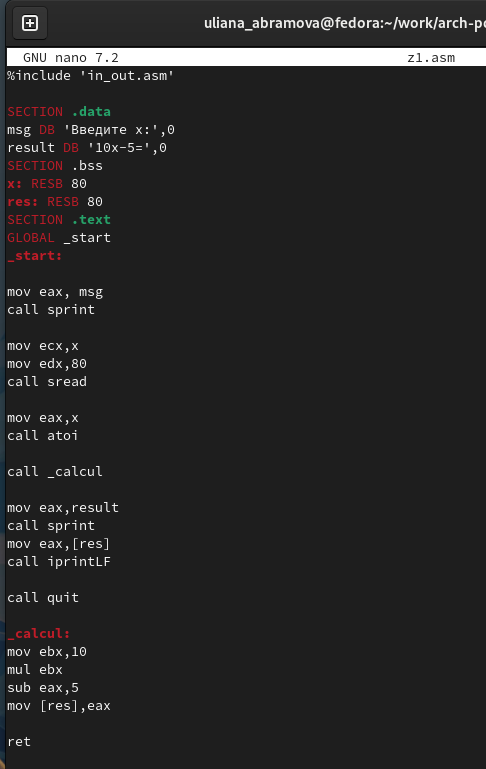 uliana_abramova@fedora:~/work/arch-p
GNU nano 7.2 z1.asm
%include 'in_out.asm'
SECTION .data
msg DB 'Введите x:',0
result DB '10x-5=',0
SECTION .bss
x: RESB 80
res: RESB 80
SECTION .text
GLOBAL _start
_start:
mov eax, msg
call sprint
mov ecx,x
mov edx,80
call sread
mov eax,x
call atoi
call _calcul
mov eax,result
call sprint
mov eax,[res]
call iprintLF
call quit
_calcul:
mov ebx,10
mul ebx
sub eax,5
mov [res],eax
ret